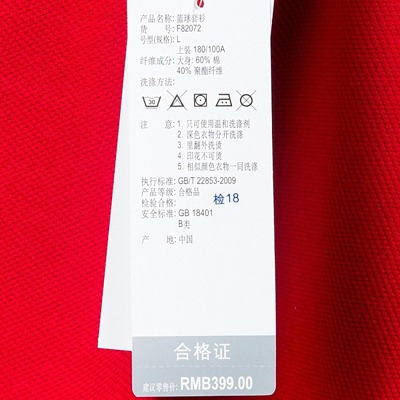 产品名称: 篮球套衫
货 号: F82072
号型(规格): L
上装 180/100A
纤维成分: 大身: 60% 棉
40% 聚酯纤维
洗涤方法:
30
注 意: 1. 只可使用温和洗涤剂
2. 深色衣物分开洗涤
3. 里翻外洗烫
4. 印花不可烫
5. 相似颜色衣物一同洗涤
执行标准: GB/T 22853-2009
产品等级: 合格品
检验合格: 检18
安全标准: GB 18401
B类
产 地: 中国
合格证
建议零售价: RMB399.00